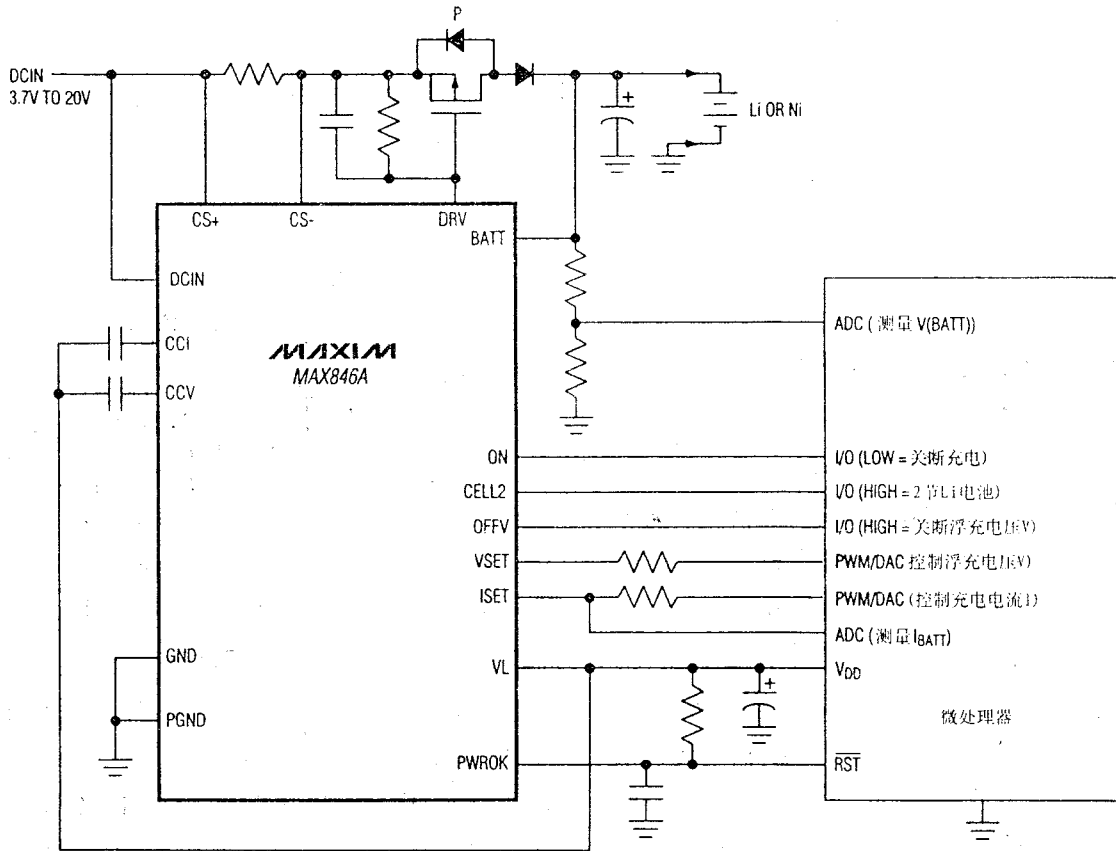 P
DCIN
3.7V TO 20V
Li OR Ni
CS+
CS-
DRV
BATT
DCIN
ADC ( 测量 V(BATT))
CCI
MAXIM
MAX846A
CCV
ON
I/O (LOW = 关断充电)
CELL2
I/O (HIGH = 2节Li电池)
OFFV
I/O (HIGH = 关断浮充电压V)
VSET
PWM/DAC 控制浮充电压V)
ISET
PWM/DAC (控制充电电流I)
ADC ( 测量 IBATT)
GND
VL
VDD
PGND
微处理器
PWROK
RST